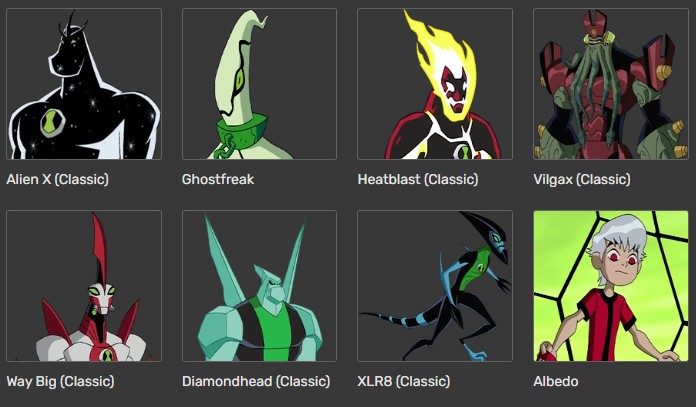 Alien X (Classic)
Ghostfreak
Heatblast (Classic)
Vilgax (Classic)
Way Big (Classic)
Diamondhead (Classic)
XLR8 (Classic)
Albedo